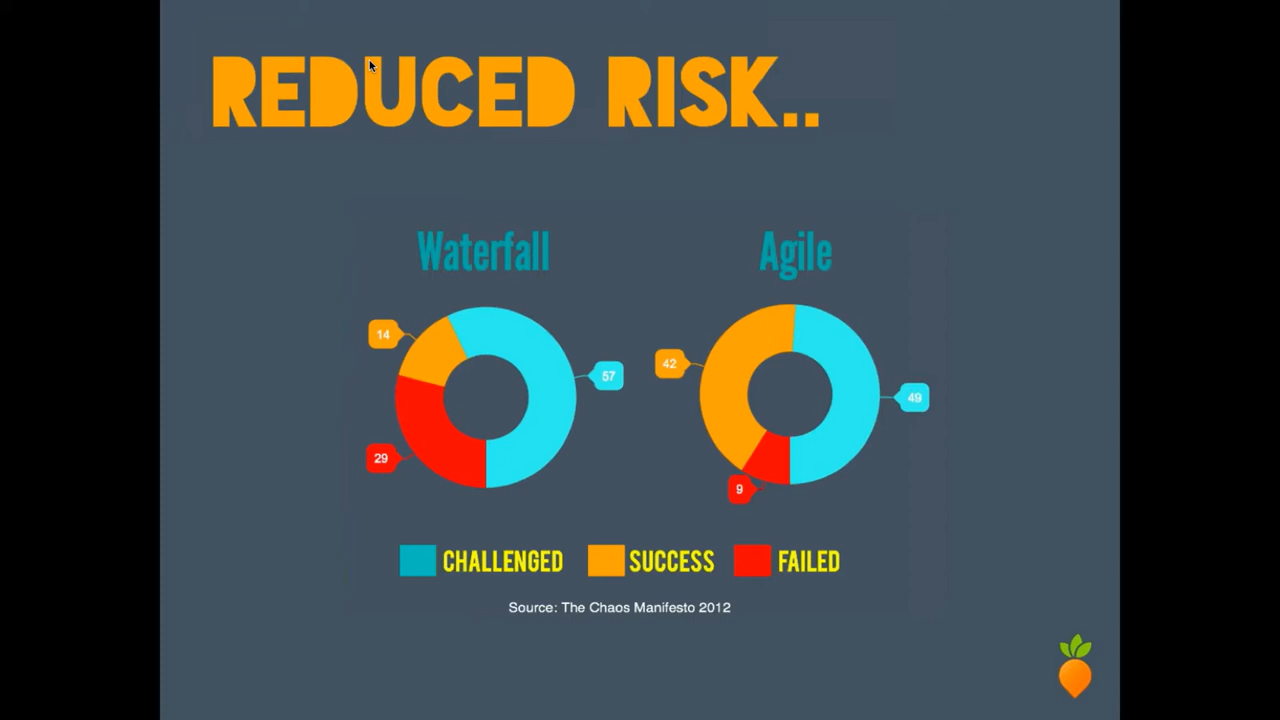 REDUCED RISK..
Waterfall
Agile
14
57
29
42
49
9
CHALLENGED SUCCESS FAILED
Source: The Chaos Manifesto 2012